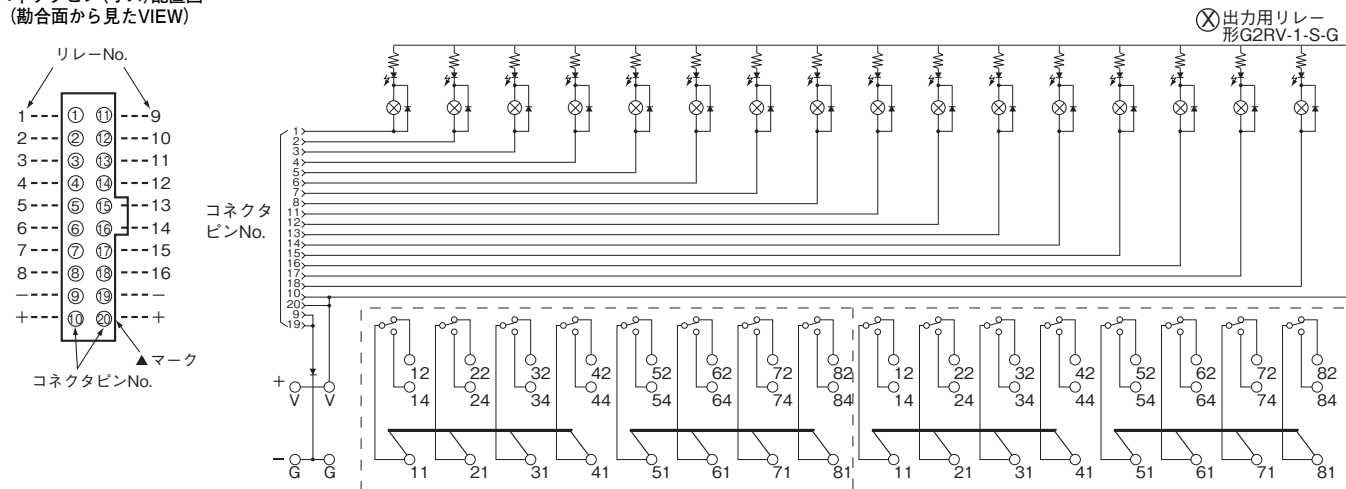 (勘合面から見たVIEW)
リレーNo.
1 ① ⑪ 9
2 ② ⑫ 10
3 ③ ⑬ 11
4 ④ ⑭ 12
5 ⑤ ⑮ 13
6 ⑥ ⑯ 14
7 ⑦ ⑰ 15
8 ⑧ ⑱ 16
− ⑨ ⑲ −
+ ⑩ ⑳ +
▲マーク
コネクタピンNo.
出力用リレー
形G2RV-1-S-G
コネクタ
ピンNo.
1
2
3
4
5
6
7
8
11
12
13
14
15
16
17
18
10
20
9
19
+ V V
− G G
12 22 32 42 52 62 72 82 12 22 32 42 52 62 72 82
14 24 34 44 54 64 74 84 14 24 34 44 54 64 74 84
11 21 31 41 51 61 71 81 11 21 31 41 51 61 71 81